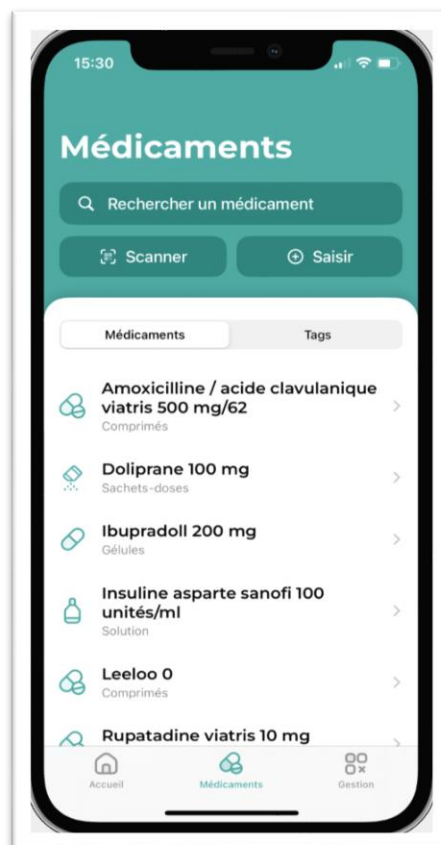 15:30
Médicaments
Rechercher un médicament
Scanner
Saisir
Médicaments
Tags
Amoxicilline / acide clavulanique
viatris 500 mg/62
Comprimés
Doliprane 100 mg
Sachets-doses
Ibupradoll 200 mg
Gélules
Insuline asparte sanofi 100
unités/ml
Solution
Leeloo 0
Comprimés
Rupatadine viatris 10 mg
Accueil
Médicaments
Gestion